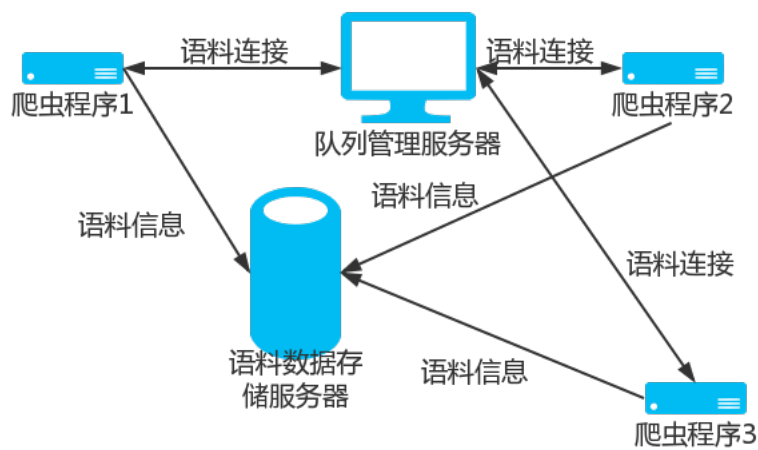 语料连接
语料连接
爬虫程序1
爬虫程序2
队列管理服务器
语料信息
语料信息
语料连接
语料数据存
储服务器
语料信息
爬虫程序3